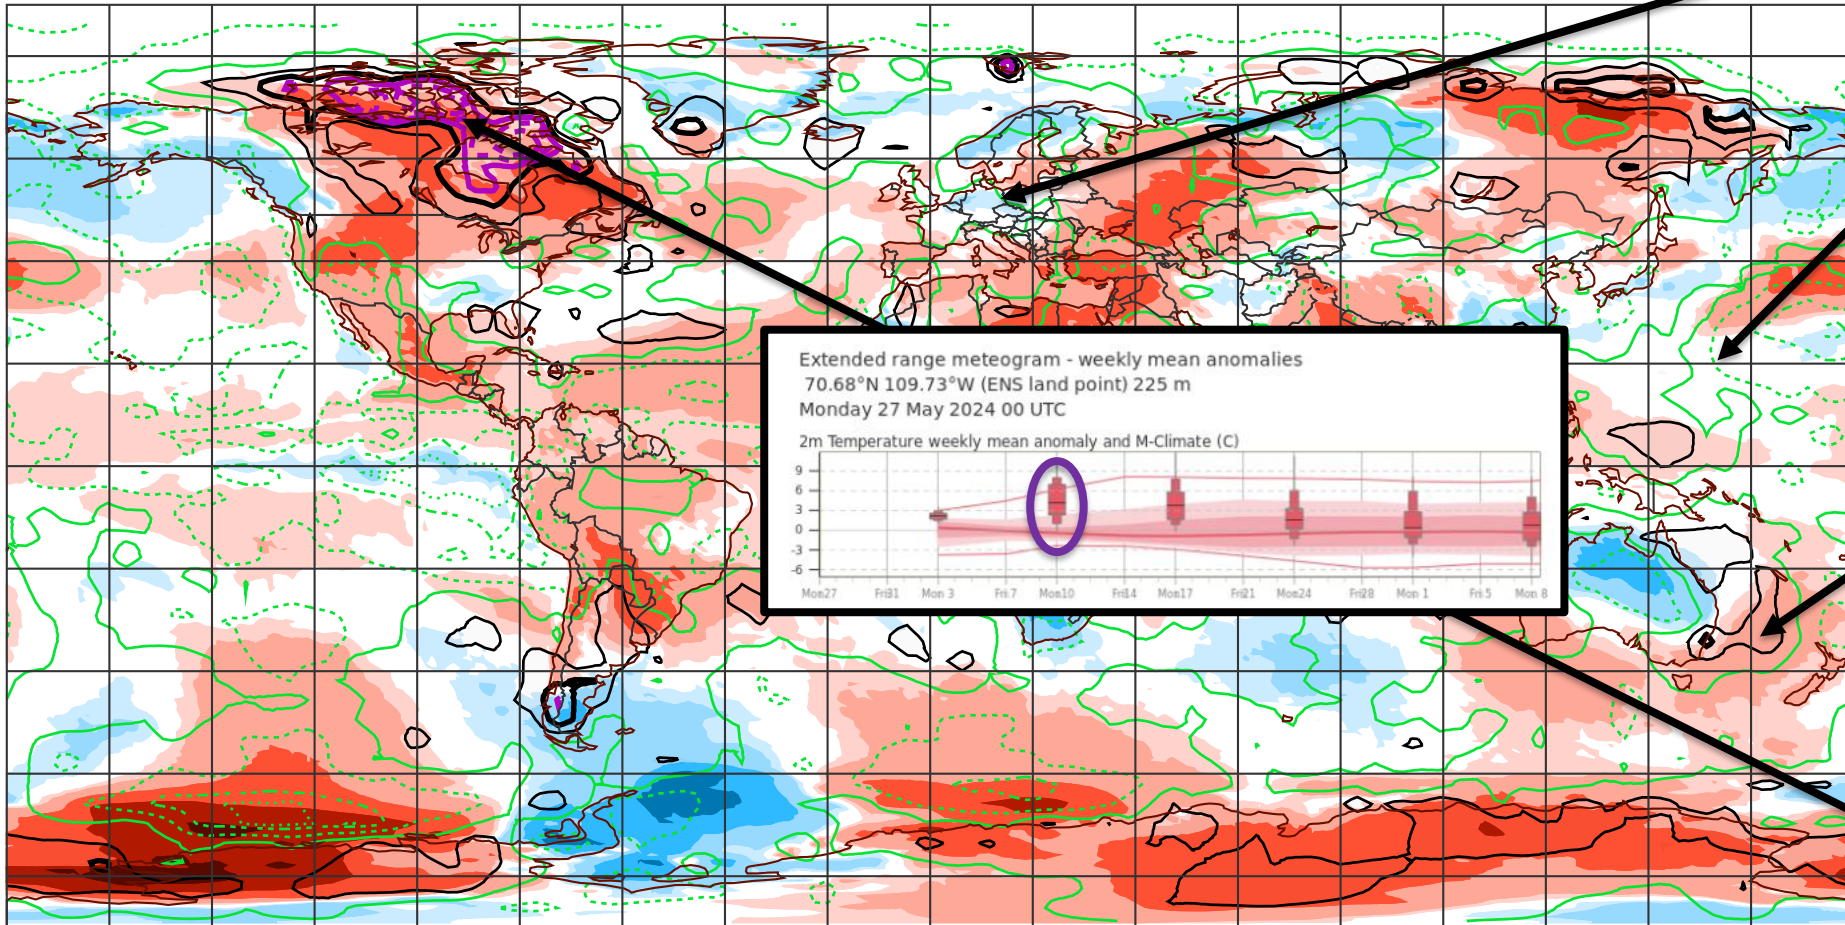 Extended range meteogram - weekly mean anomalies
70.68°N 109.73°W (ENS land point) 225 m
Monday 27 May 2024 00 UTC
2m Temperature weekly mean anomaly and M-Climate (C)
9
6
3
0
-3
-6
Mon27 Fri31 Mon 3 Fri 7 Mon10 Fri14 Mon17 Fri21 Mon24 Fri28 Mon 1 Fri 5 Mon 8